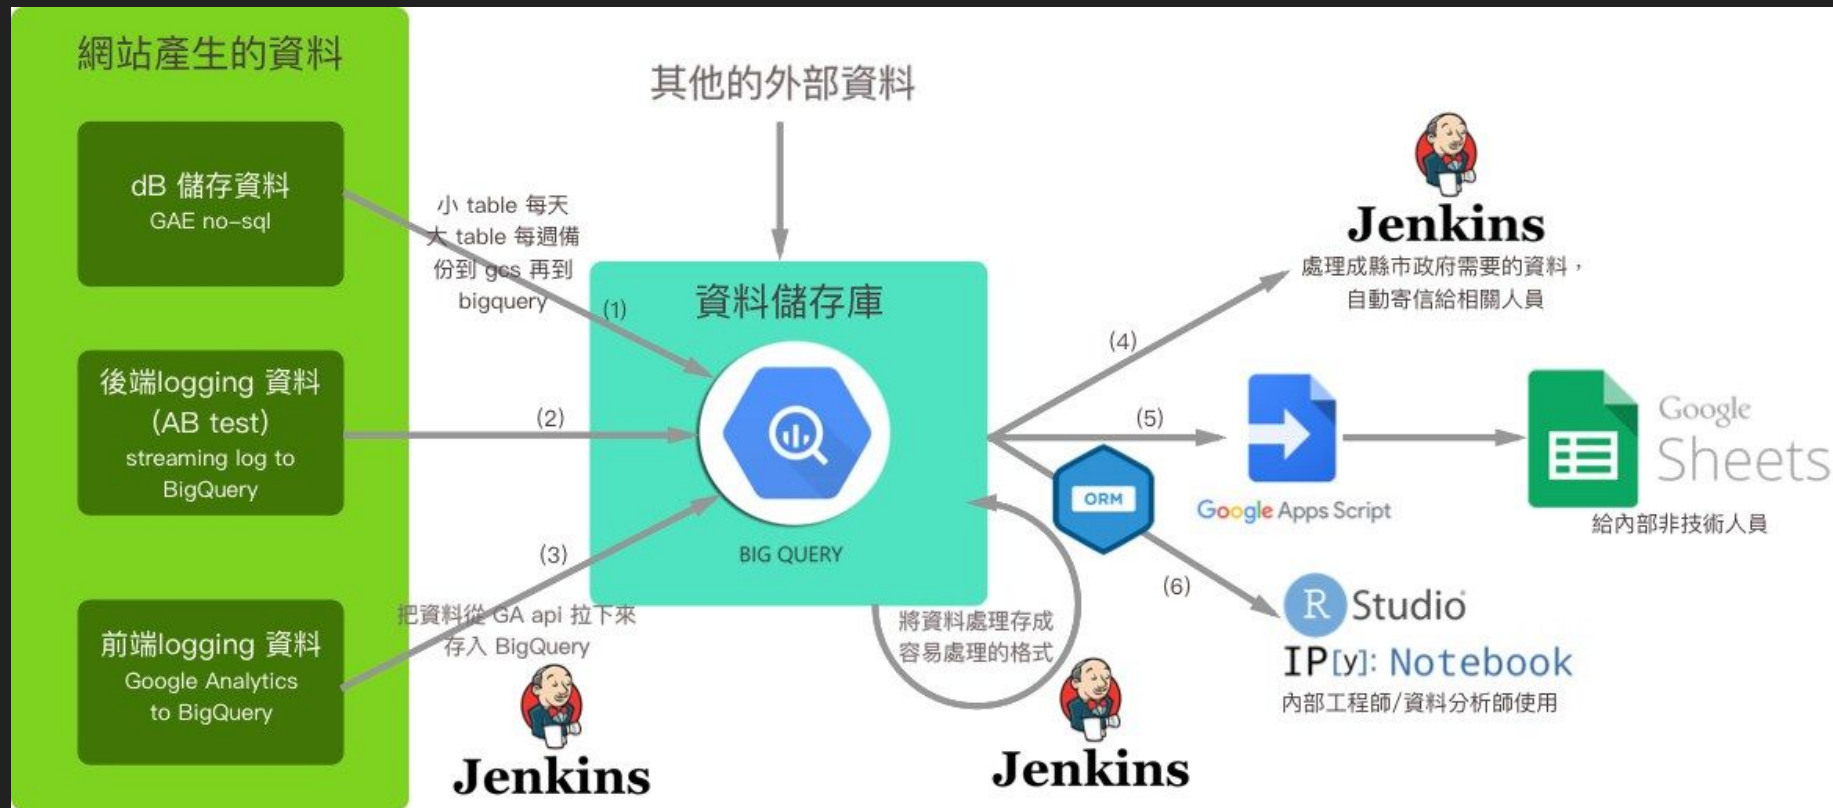 網站產生的資料
dB 儲存資料
GAE no-sql
後端logging 資料
(AB test)
streaming log to
BigQuery
前端logging 資料
Google Analytics
to BigQuery
小 table 每天
大 table 每週備
份到 gcs 再到
bigquery
(1)
(2)
(3)
把資料從 GA api 拉下來
存入 BigQuery
Jenkins
其他的外部資料
資料儲存庫
BIG QUERY
將資料處理存成
容易處理的格式
Jenkins
(4)
(5)
(6)
ORM
Jenkins
處理成縣市政府需要的資料，
自動寄信給相關人員
Google Apps Script
Google
Sheets
給內部非技術人員
R Studio
IP[y]: Notebook
內部工程師/資料分析師使用